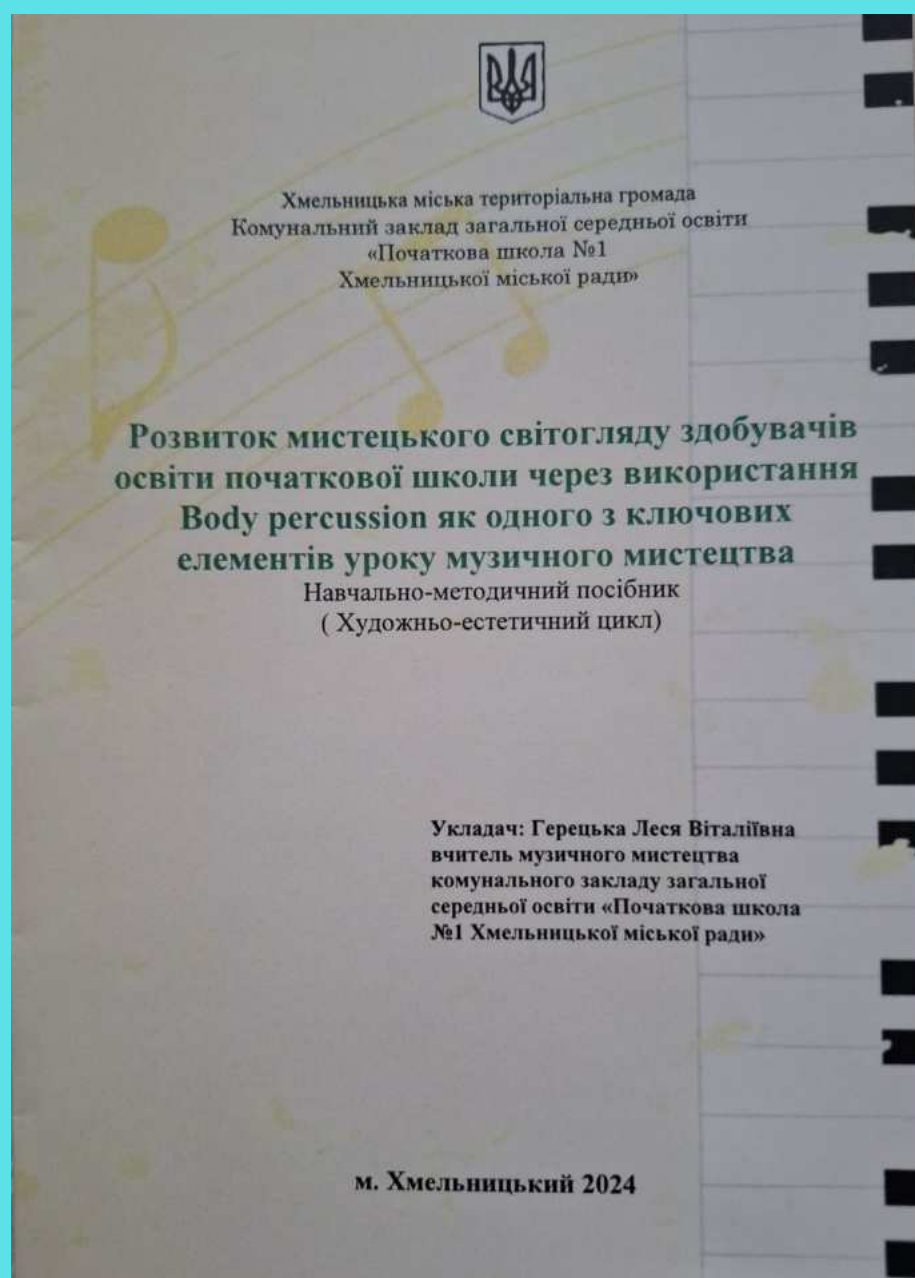 Хмельницька міська територіальна громада
Комунальний заклад загальної середньої освіти
«Початкова школа №1
Хмельницької міської ради»
Розвиток мистецького світогляду здобувачів
освіти початкової школи через використання
Body percussion як одного з ключових
елементів уроку музичного мистецтва
Навчально-методичний посібник
( Художньо-естетичний цикл)
Укладач: Герецька Леся Віталіївна
вчитель музичного мистецтва
комунального закладу загальної
середньої освіти «Початкова школа
№1 Хмельницької міської ради»
м. Хмельницький 2024